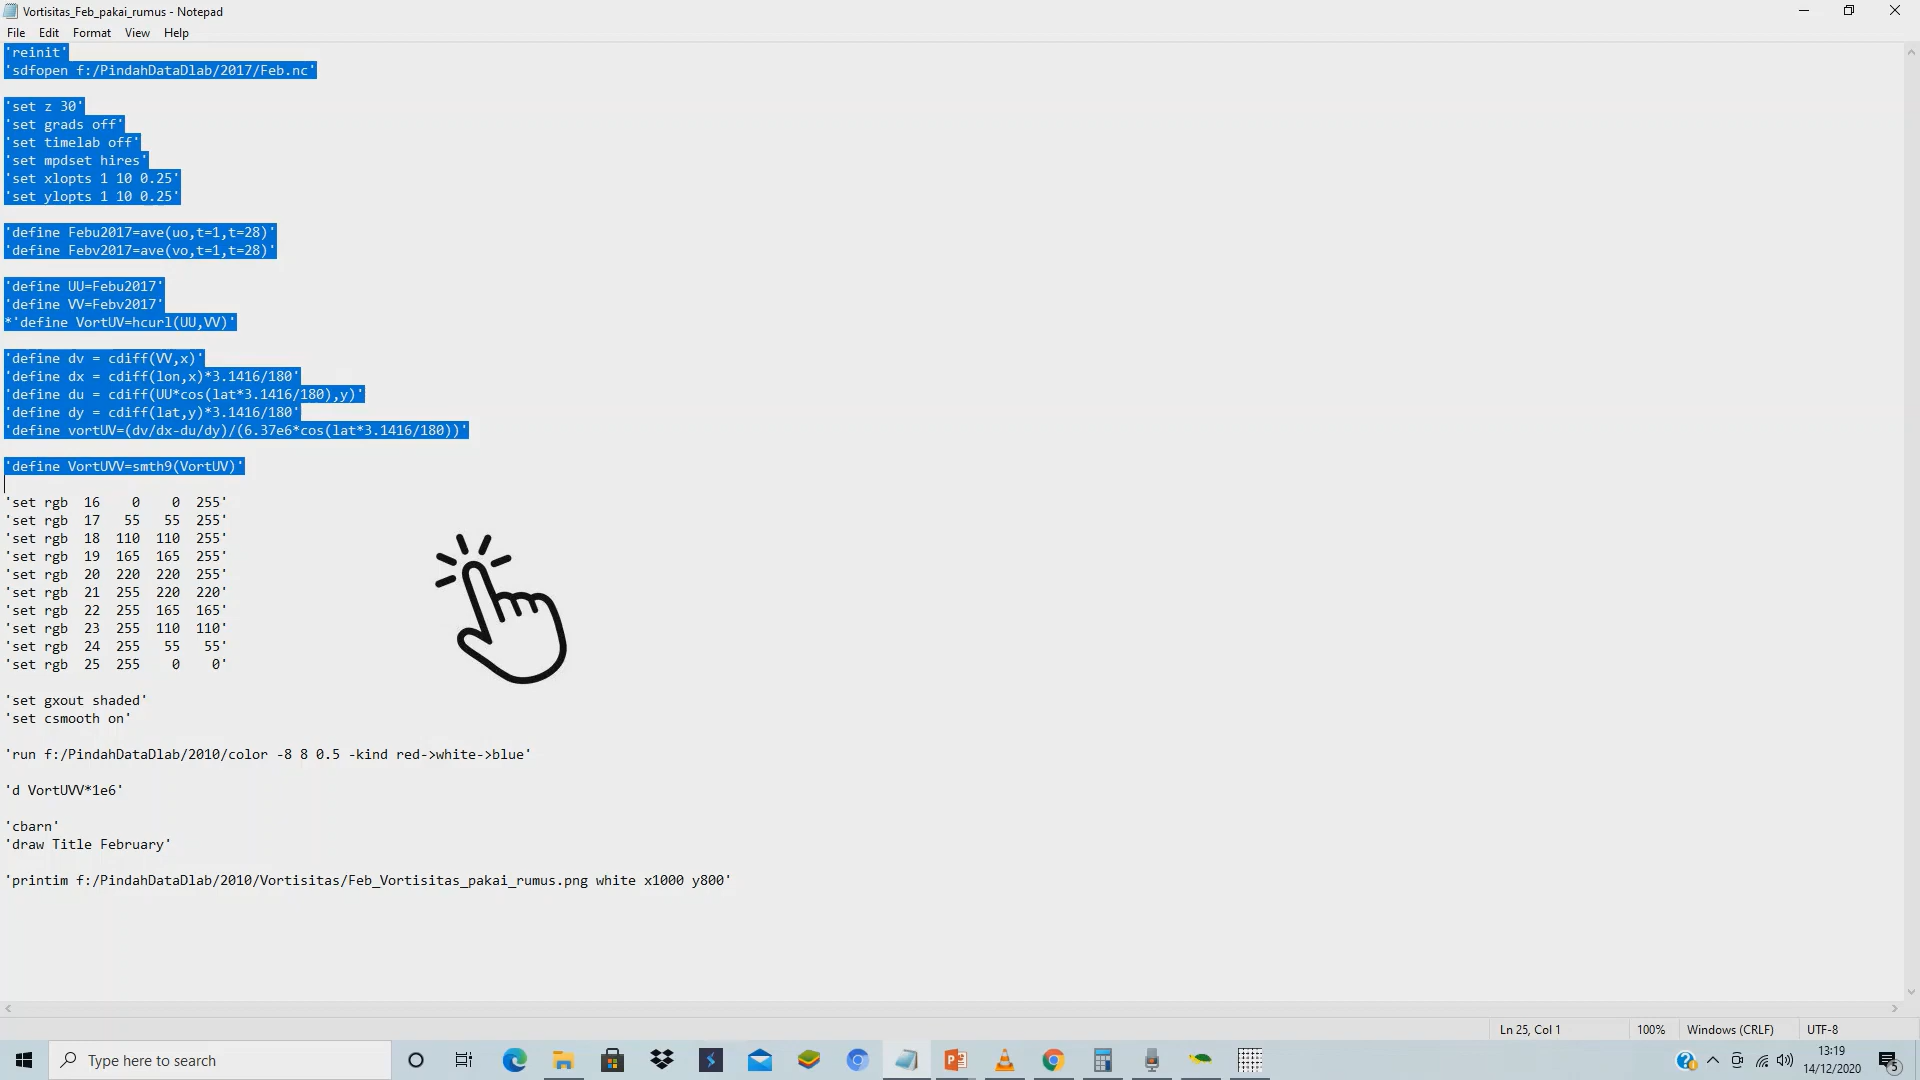 Vortisitas_Feb_pakai_rumus - Notepad
File Edit Format View Help
'reinit'
'sdfopen f:/PindahDataDlab/2017/Feb.nc'
'set z 30'
'set grads off'
'set timelab off'
'set mpdset hires'
'set xlopts 1 10 0.25'
'set ylopts 1 10 0.25'
'define Febu2017=ave(uo,t=1,t=28)'
'define Febv2017=ave(vo,t=1,t=28)'
'define UU=Febu2017'
'define VV=Febv2017'
*'define VortUV=hcurl(UU,VV)'
'define dv = cdiff(VV,x)'
'define dx = cdiff(lon,x)*3.1416/180'
'define du = cdiff(UU*cos(lat*3.1416/180),y)'
'define dy = cdiff(lat,y)*3.1416/180'
'define vortUV=(dv/dx-du/dy)/(6.37e6*cos(lat*3.1416/180))'
'define VortUVV=smth9(VortUV)'
'set rgb 16 0 0 255'
'set rgb 17 55 55 255'
'set rgb 18 110 110 255'
'set rgb 19 165 165 255'
'set rgb 20 220 220 255'
'set rgb 21 255 220 220'
'set rgb 22 255 165 165'
'set rgb 23 255 110 110'
'set rgb 24 255 55 55'
'set rgb 25 255 0 0'
'set gxout shaded'
'set csmooth on'
'run f:/PindahDataDlab/2010/color -8 8 0.5 -kind red->white->blue'
'd VortUVV*1e6'
'cbarn'
'draw Title February'
'printim f:/PindahDataDlab/2010/Vortisitas/Feb_Vortisitas_pakai_rumus.png white x1000 y800'
Ln 25, Col 1 100% Windows (CRLF) UTF-8
Type here to search
13:19
14/12/2020
5